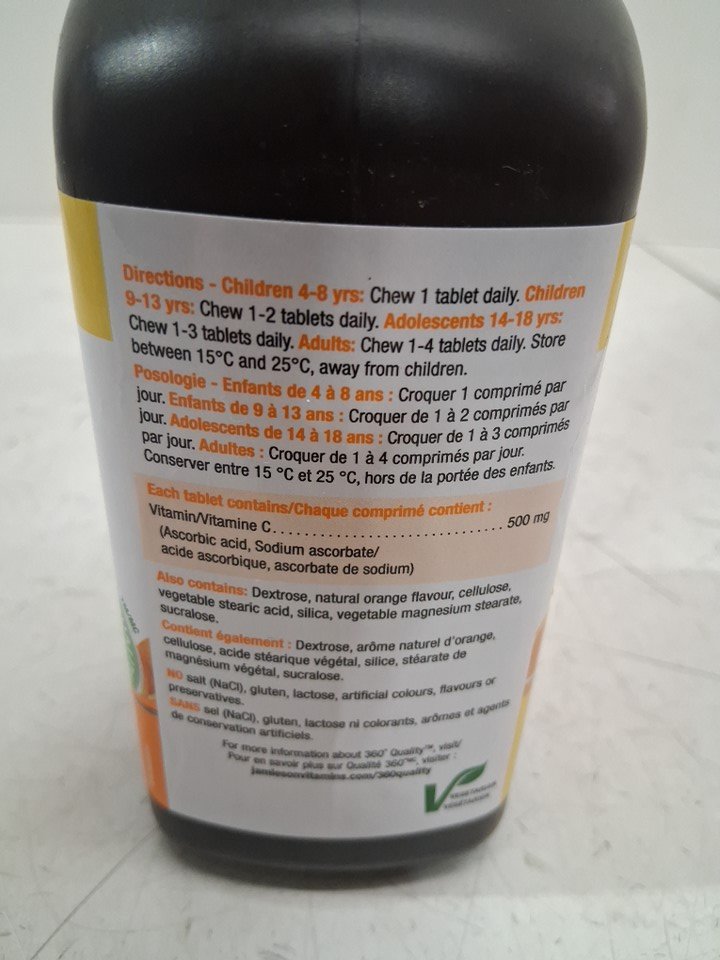 Directions - Children 4-8 yrs: Chew 1 tablet daily. Children
9-13 yrs: Chew 1-2 tablets daily. Adolescents 14-18 yrs:
Chew 1-3 tablets daily. Adults: Chew 1-4 tablets daily. Store
between 15°C and 25°C, away from children.
Posologie - Enfants de 4 à 8 ans : Croquer 1 comprimé par
jour. Enfants de 9 à 13 ans : Croquer de 1 à 2 comprimés par
jour. Adolescents de 14 à 18 ans : Croquer de 1 à 3 comprimés
par jour. Adultes : Croquer de 1 à 4 comprimés par jour.
Conserver entre 15 °C et 25 °C, hors de la portée des enfants.
Each tablet contains/Chaque comprimé contient :
Vitamin/Vitamine C................................. 500 mg
(Ascorbic acid, Sodium ascorbate/
acide ascorbique, ascorbate de sodium)
Also contains: Dextrose, natural orange flavour, cellulose,
vegetable stearic acid, silica, vegetable magnesium stearate,
sucralose.
Contient également : Dextrose, arôme naturel d'orange,
cellulose, acide stéarique végétal, silice, stéarate de
magnésium végétal, sucralose.
NO salt (NaCl), gluten, lactose, artificial colours, flavours or
preservatives.
SANS sel (NaCl), gluten, lactose ni colorants, arômes et agents
de conservation artificiels.
For more information about 360° Quality™, visit/
Pour en savoir plus sur Qualité 360°ᴹᶜ, visiter :
jamiesonvitamins.com/360quality
VEGETARIAN
VÉGÉTARIEN